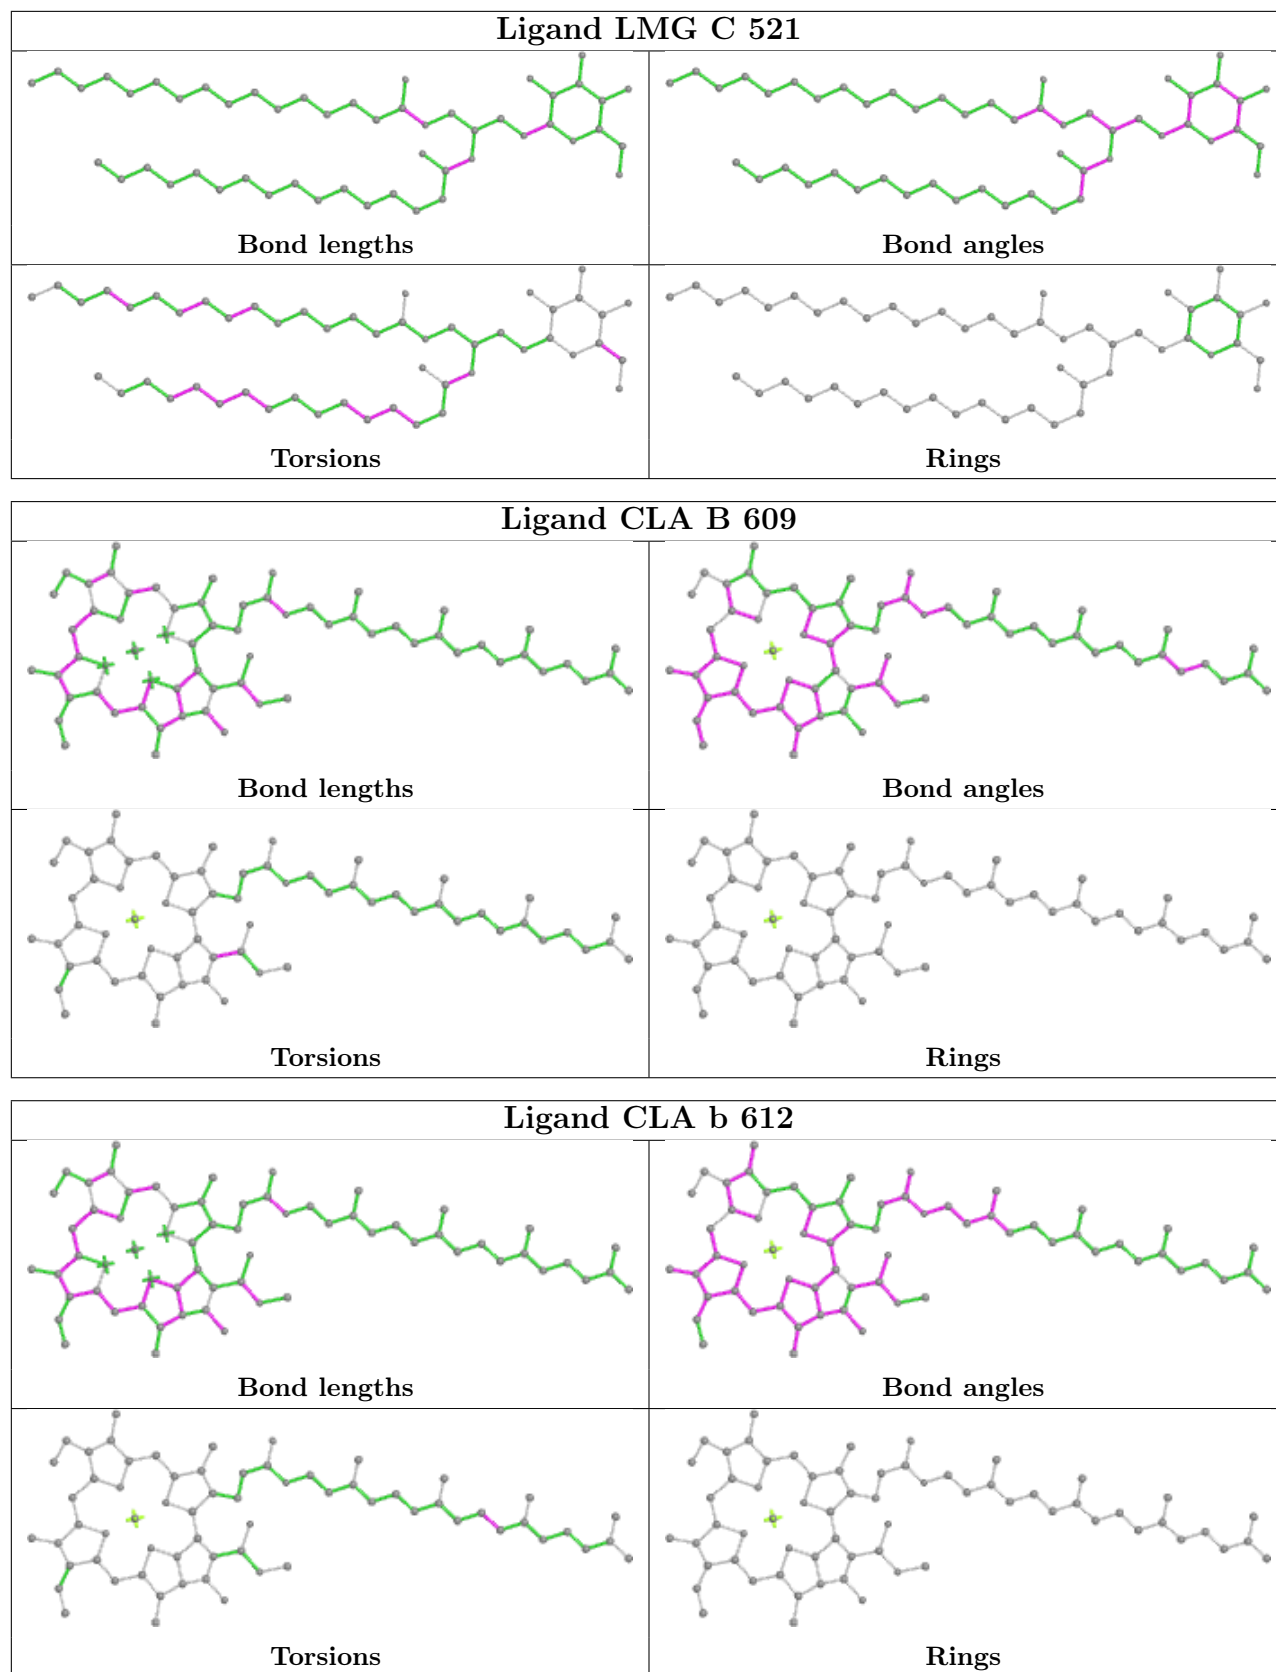 Ligand LMG C 521
Bond lengths
Bond angles
Torsions
Rings
Ligand CLA B 609
Bond lengths
Bond angles
Torsions
Rings
Ligand CLA b 612
Bond lengths
Bond angles
Torsions
Rings